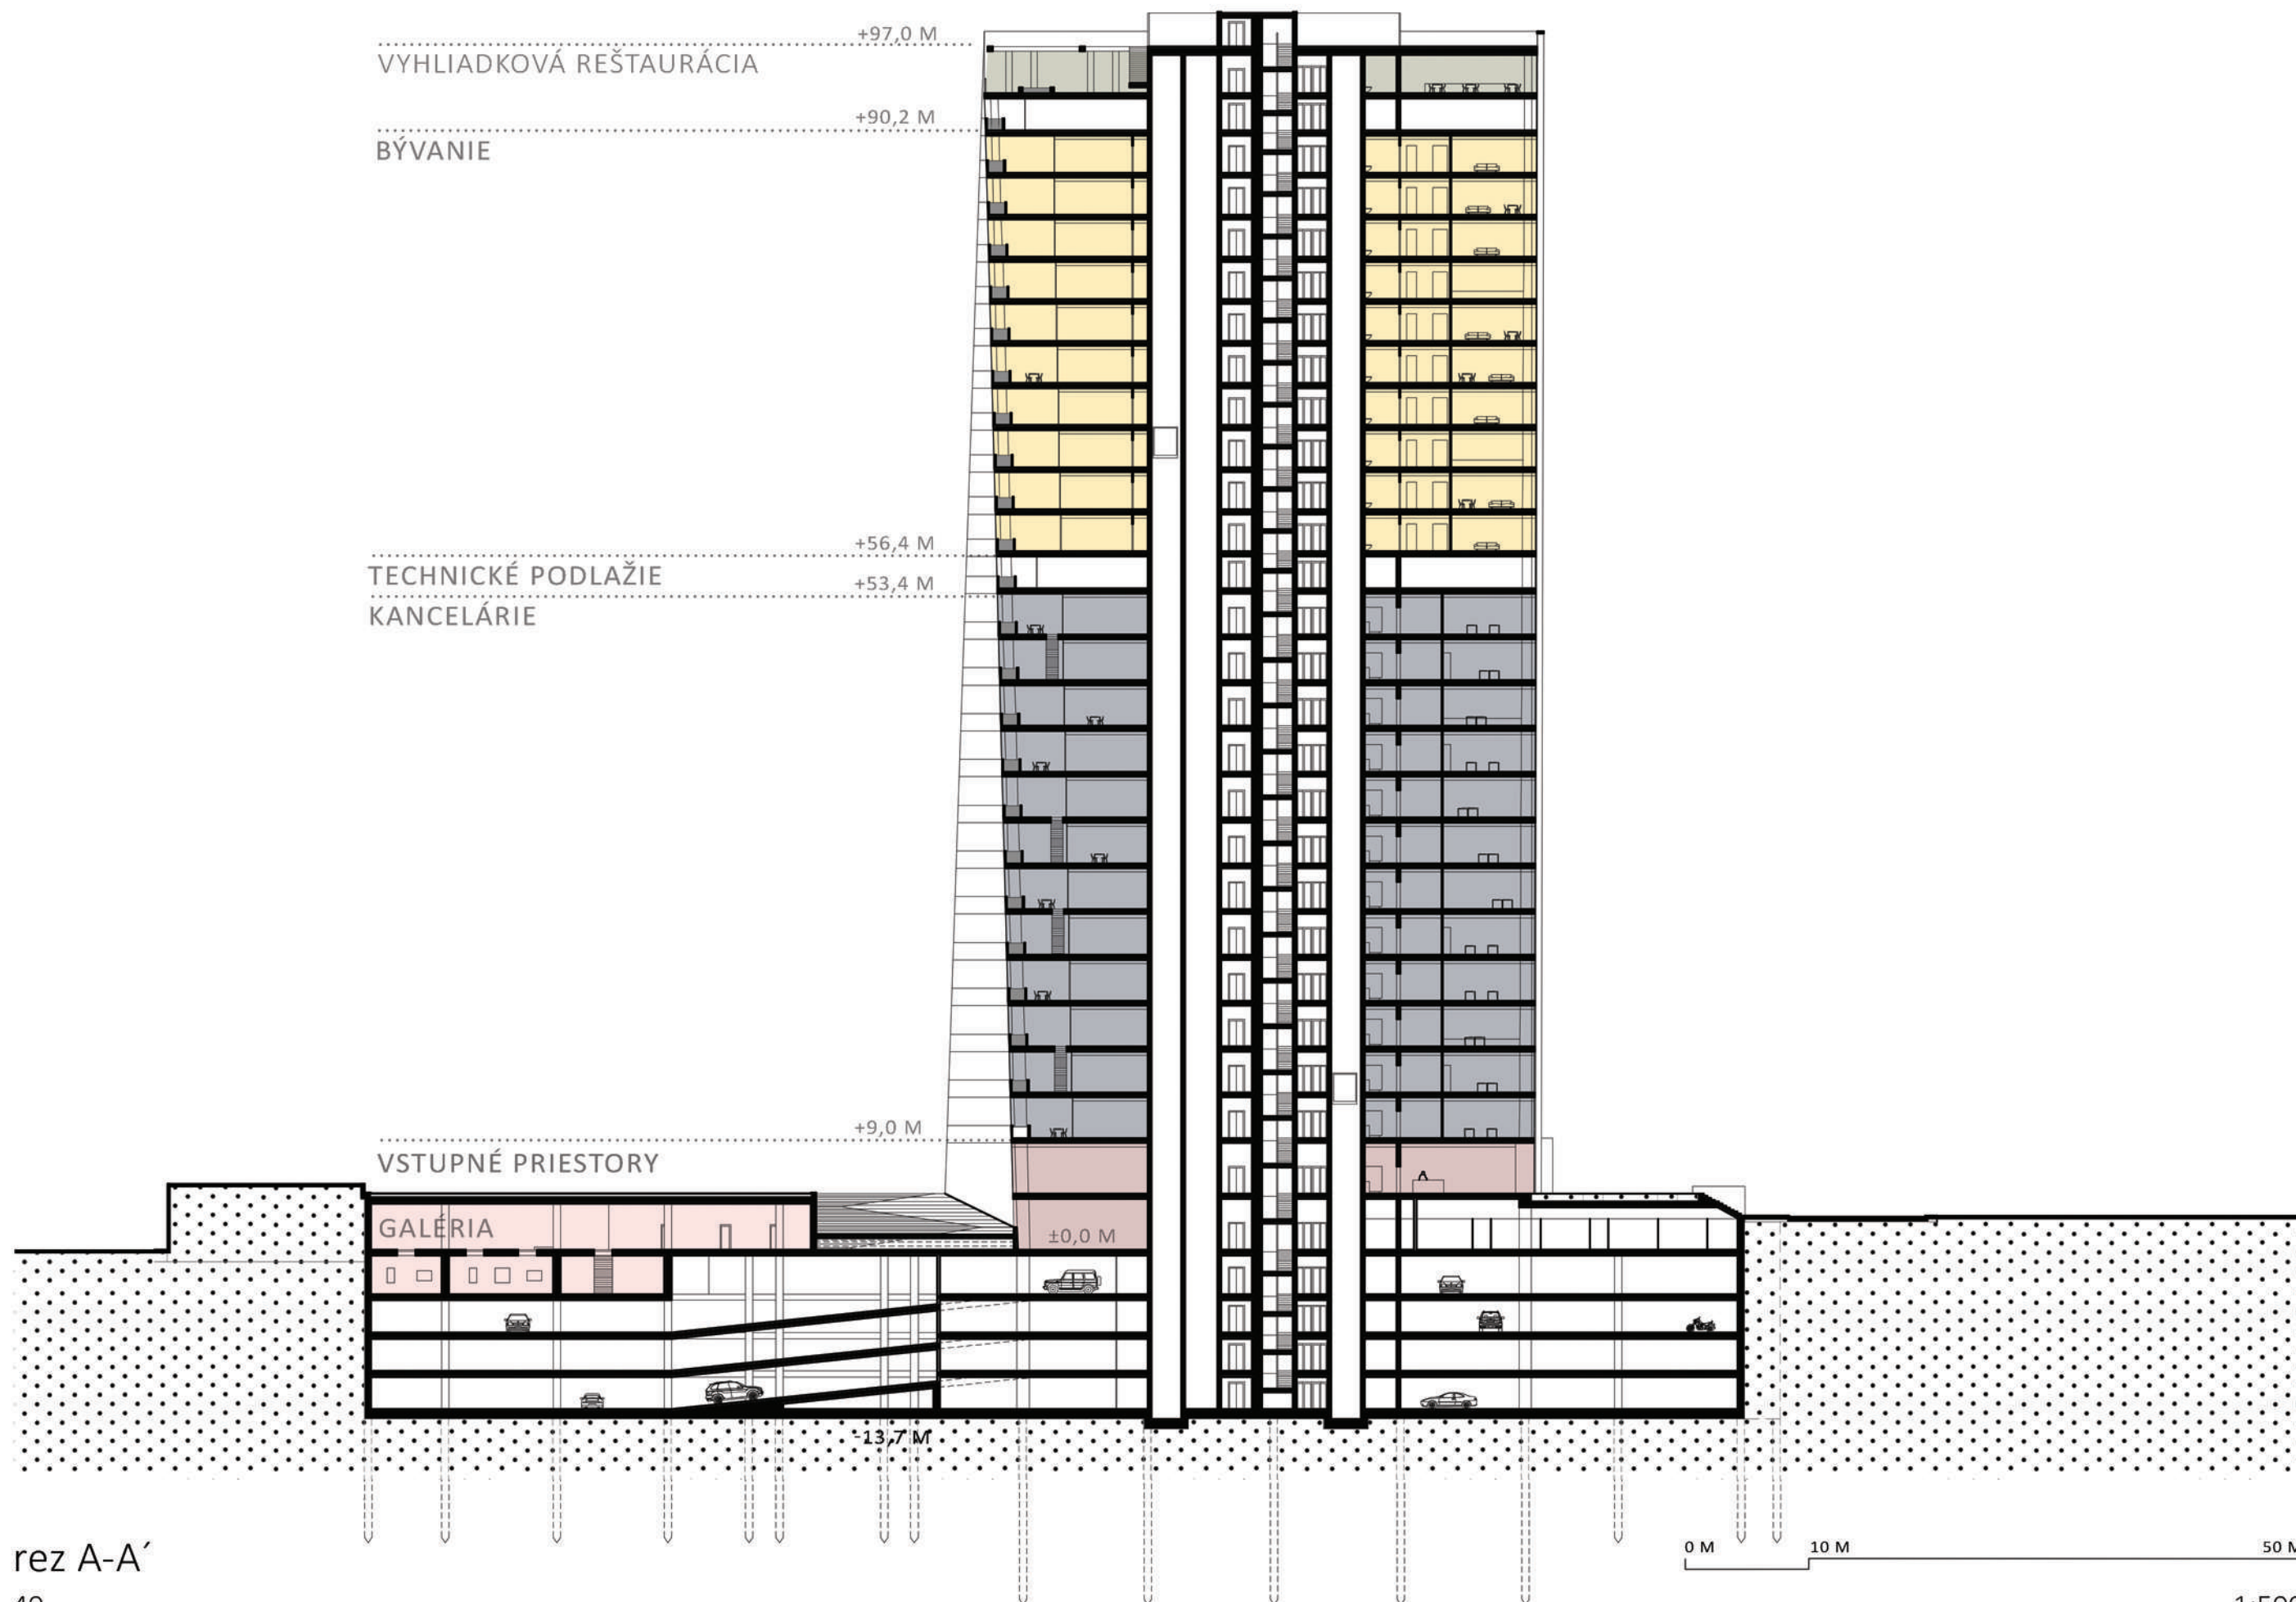 +97,0 M
VYHLIADKOVÁ REŠTAURÁCIA
+90,2 M
BÝVANIE
+56,4 M
TECHNICKÉ PODLAŽIE
+53,4 M
KANCELÁRIE
+9,0 M
VSTUPNÉ PRIESTORY
GALÉRIA
±0,0 M
-13,7 M
rez A-A´
0 M 10 M 50 M